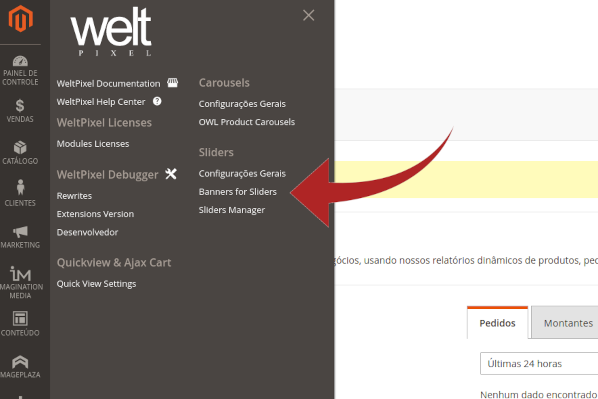 PAINEL DE
CONTROLE
VENDAS
CATÁLOGO
CLIENTES
MARKETING
IMAGINATION
MEDIA
CONTEÚDO
MAGEPLAZA
welt
PIXEL
WeltPixel Documentation
WeltPixel Help Center
WeltPixel Licenses
Modules Licenses
WeltPixel Debugger
Rewrites
Extensions Version
Desenvolvedor
Quickview & Ajax Cart
Quick View Settings
Carousels
Configurações Gerais
OWL Product Carousels
Sliders
Configurações Gerais
Banners for Sliders
Sliders Manager
gócios, usando nossos relatórios dinâmicos de produtos, ped
Pedidos
Montantes
Últimas 24 horas
Nenhum dado encontrado